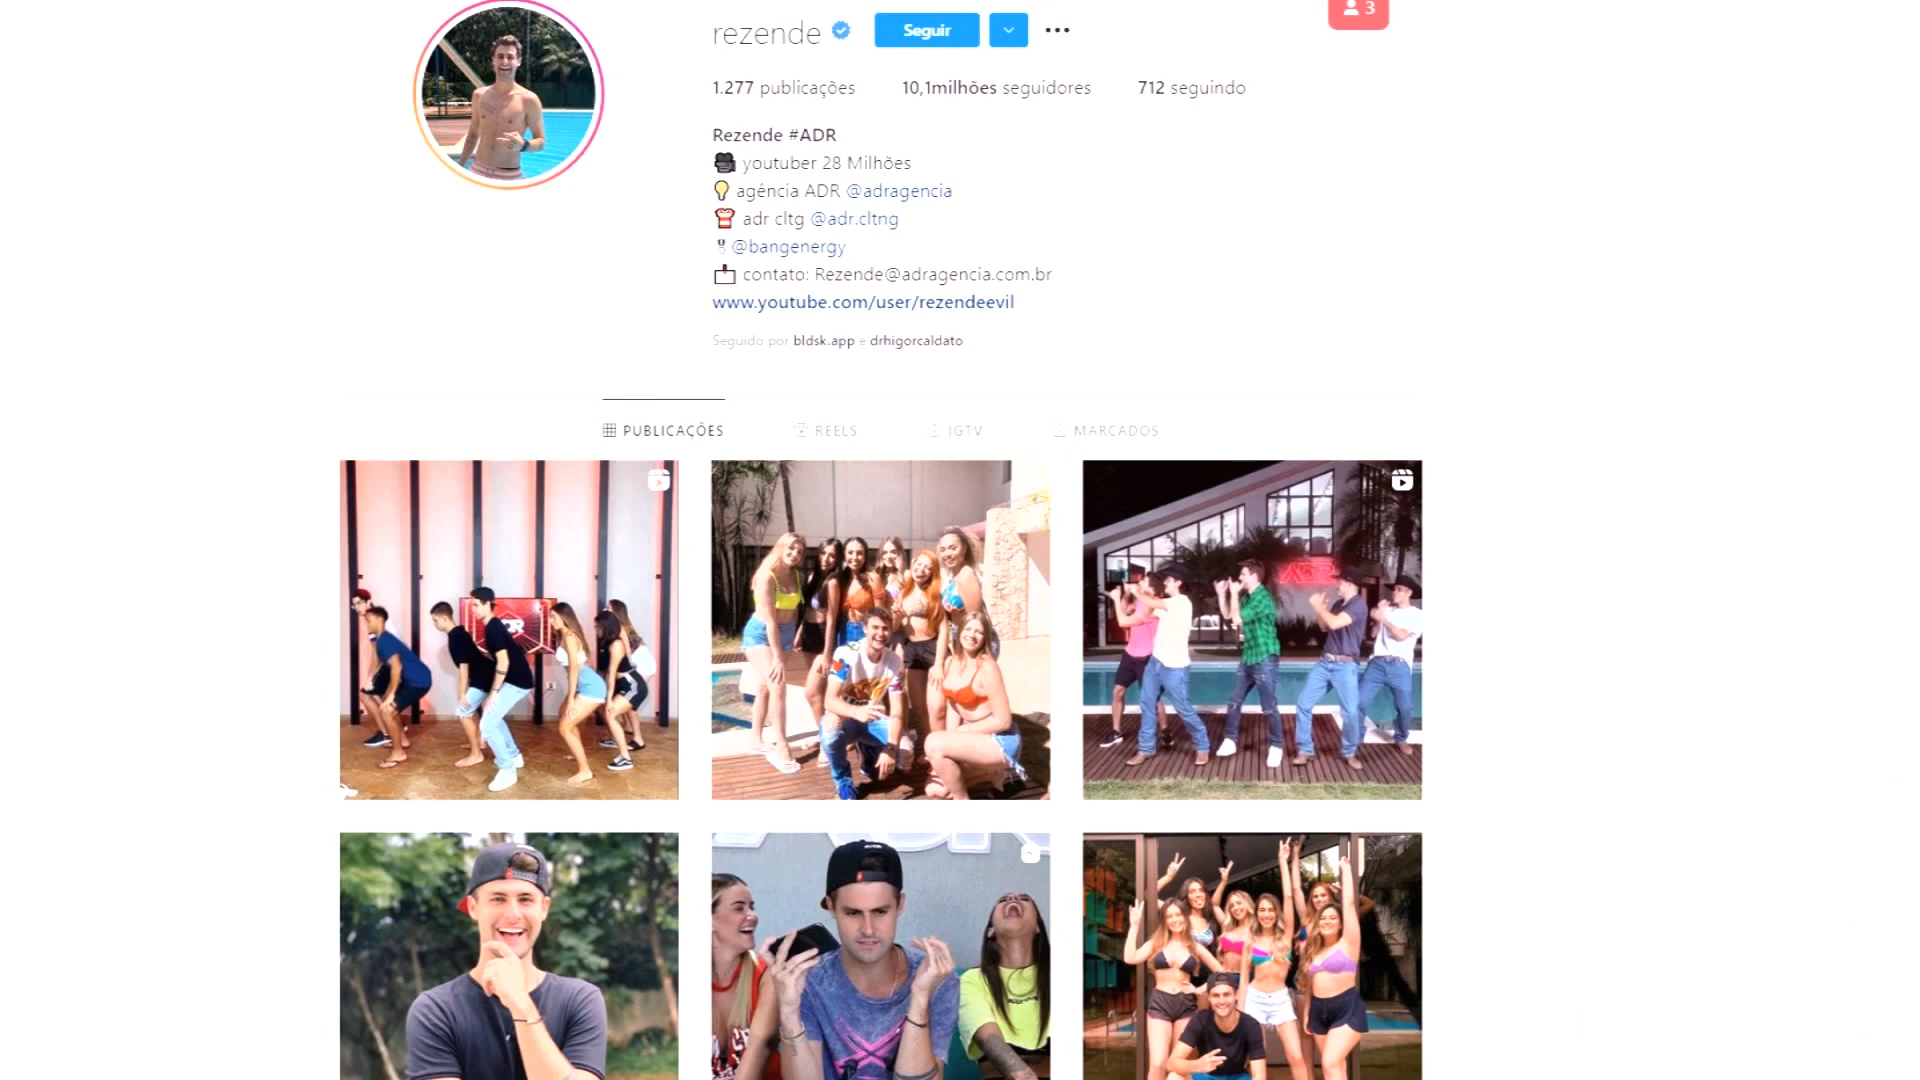 rezende Seguir
3
1.277 publicações 10,1milhões seguidores 712 seguindo
Rezende #ADR
youtuber 28 Milhões
agência ADR @adragencia
adr cltg @adr.cltng
@bangenergy
contato: Rezende@adragencia.com.br
www.youtube.com/user/rezendeevil
Seguido por bldsk.app e drhigorcaldato
PUBLICAÇÕES REELS IGTV MARCADOS
ADR